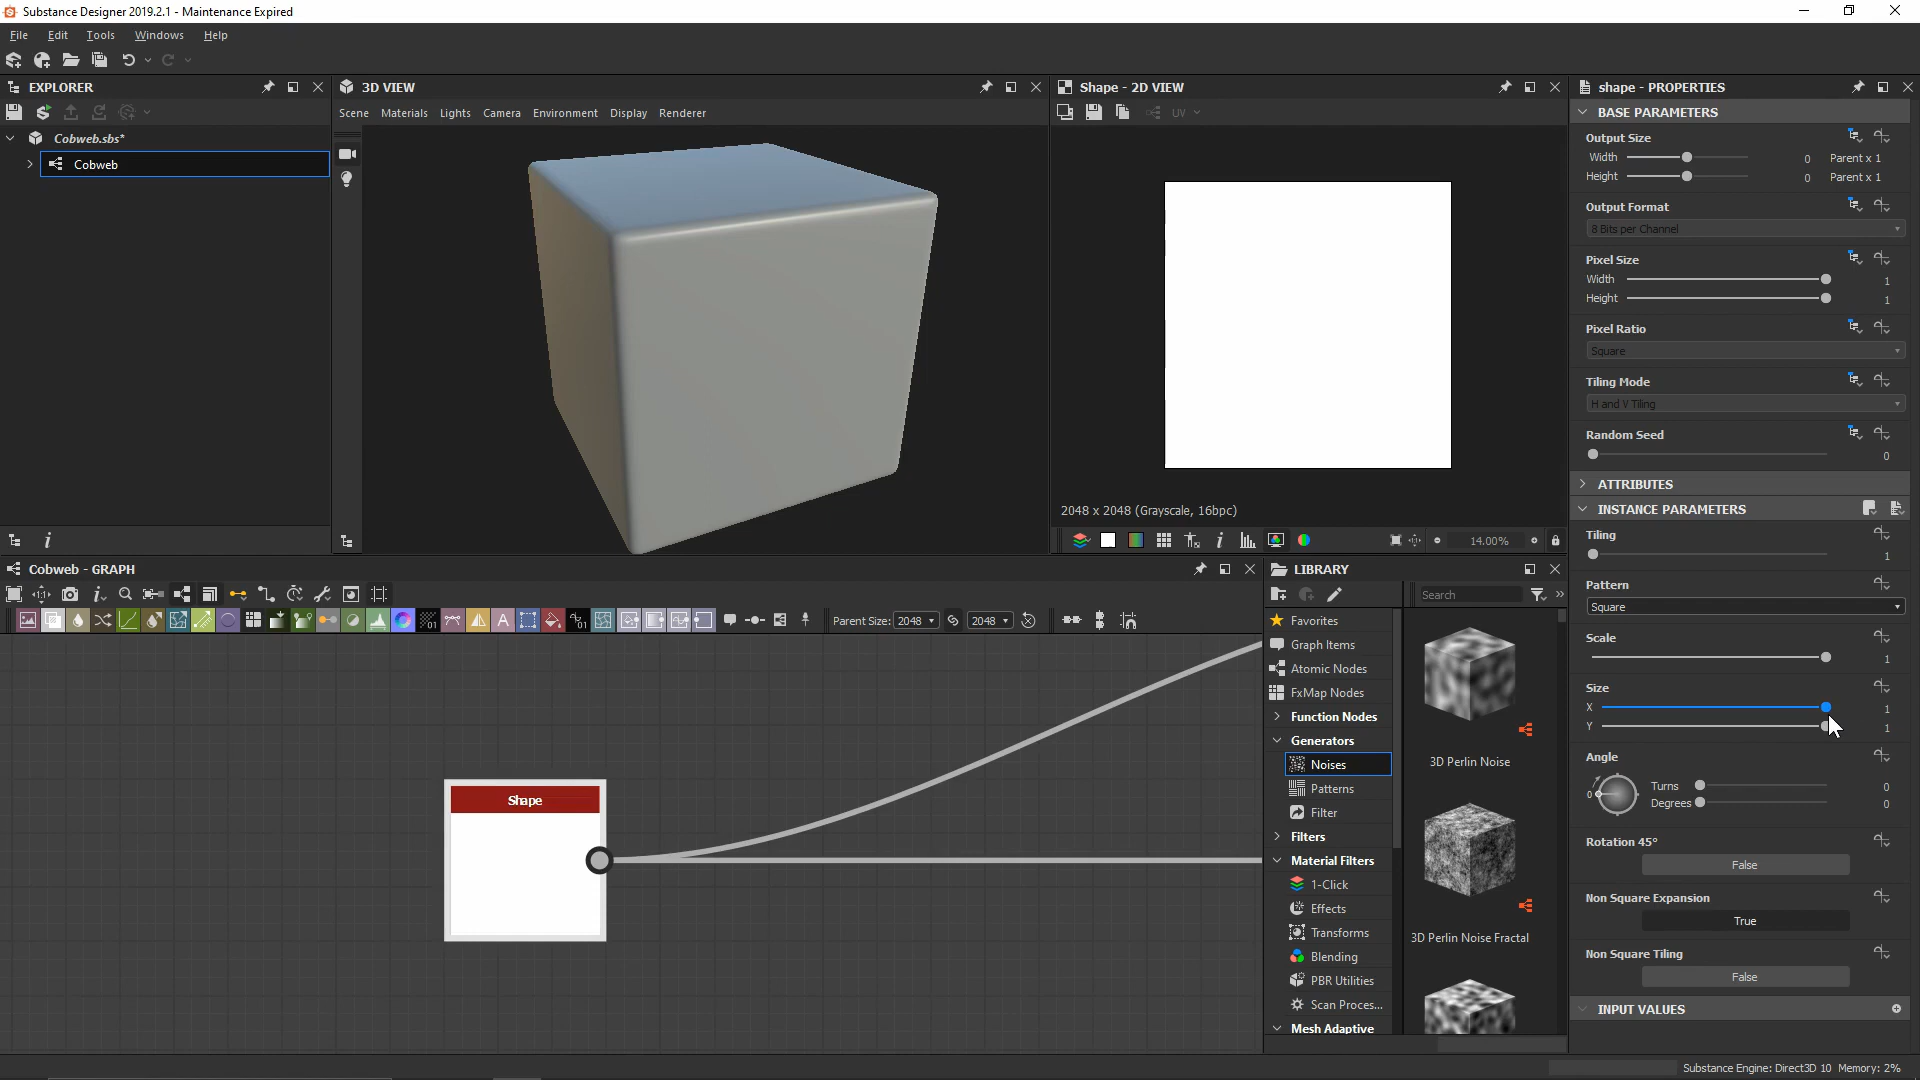 Substance Designer 2019.2.1 - Maintenance Expired
File Edit Tools Windows Help
EXPLORER
Cobweb.sbs*
Cobweb
3D VIEW
Scene Materials Lights Camera Environment Display Renderer
Shape - 2D VIEW
UV
2048 x 2048 (Grayscale, 16bpc)
14.00%
shape - PROPERTIES
BASE PARAMETERS
Output Size
Width 0 Parent x 1
Height 0 Parent x 1
Output Format
8 Bits per Channel
Pixel Size
Width 1
Height 1
Pixel Ratio
Square
Tiling Mode
H and V Tiling
Random Seed
0
ATTRIBUTES
INSTANCE PARAMETERS
Tiling
1
Pattern
Square
Scale
1
Size
X 1
Y 1
Angle
0
Turns 0
Degrees 0
Rotation 45°
False
Non Square Expansion
True
Non Square Tiling
False
INPUT VALUES
Cobweb - GRAPH
Parent Size: 2048 2048
Shape
LIBRARY
Search
Favorites
Graph Items
Atomic Nodes
FxMap Nodes
Function Nodes
Generators
Noises
Patterns
Filter
Filters
Material Filters
1-Click
Effects
Transforms
Blending
PBR Utilities
Scan Proces...
Mesh Adaptive
3D Perlin Noise
3D Perlin Noise Fractal
Substance Engine: Direct3D 10 Memory: 2%